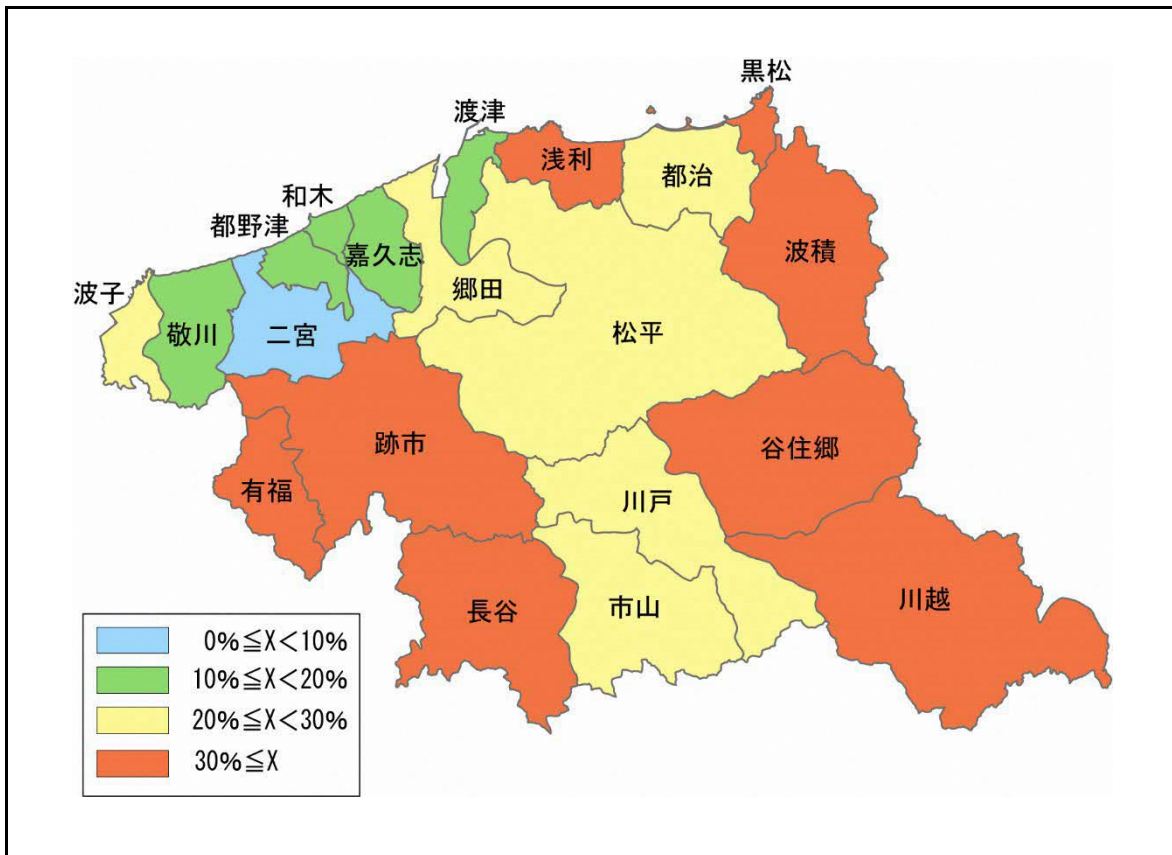 黒松
渡津
浅利
都治
和木
都野津
嘉久志
波積
波子
郷田
敬川
二宮
松平
跡市
谷住郷
有福
川戸
長谷
市山
川越
0%≦X<10%
10%≦X<20%
20%≦X<30%
30%≦X